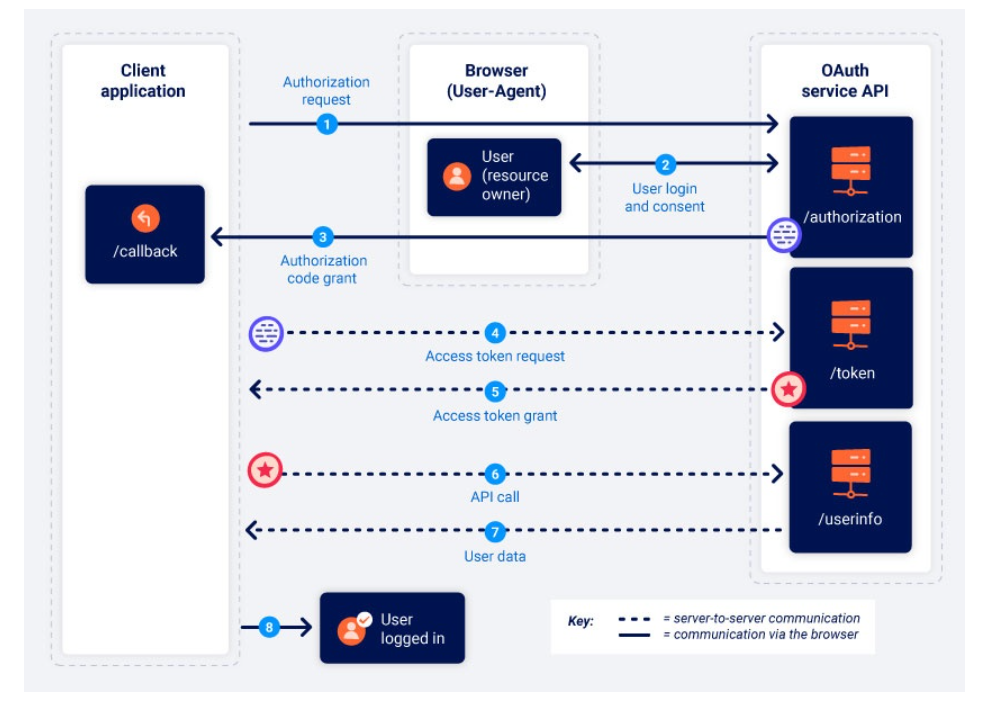 Client
application
Browser
(User-Agent)
OAuth
service API
Authorization
request
1
User
(resource
owner)
2
User login
and consent
/authorization
/callback
3
Authorization
code grant
4
Access token request
/token
5
Access token grant
6
API call
/userinfo
7
User data
8
User
logged in
Key:
= server-to-server communication
= communication via the browser